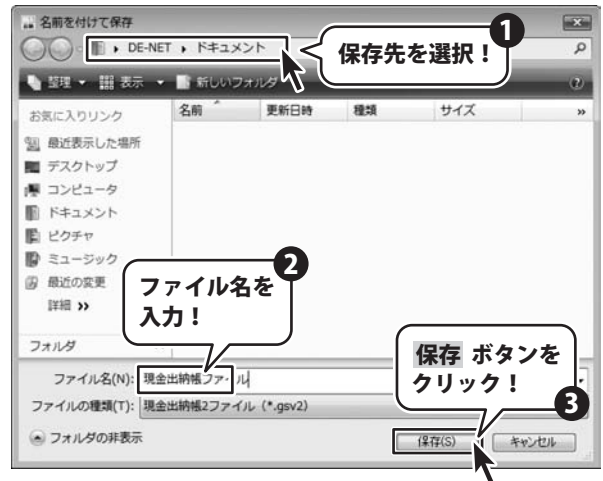 名前を付けて保存
DE-NET ▸ ドキュメント
1
保存先を選択！
整理 表示 新しいフォルダ
お気に入りリンク
名前 更新日時 種類 サイズ »
最近表示した場所
デスクトップ
コンピュータ
ドキュメント
ピクチャ
ミュージック
最近の変更
詳細 »
2
ファイル名を
入力！
フォルダ
保存 ボタンを
クリック！
3
ファイル名(N): 現金出納帳ファイル
ファイルの種類(T): 現金出納帳2ファイル (*.gsv2)
フォルダの非表示
保存(S) キャンセル